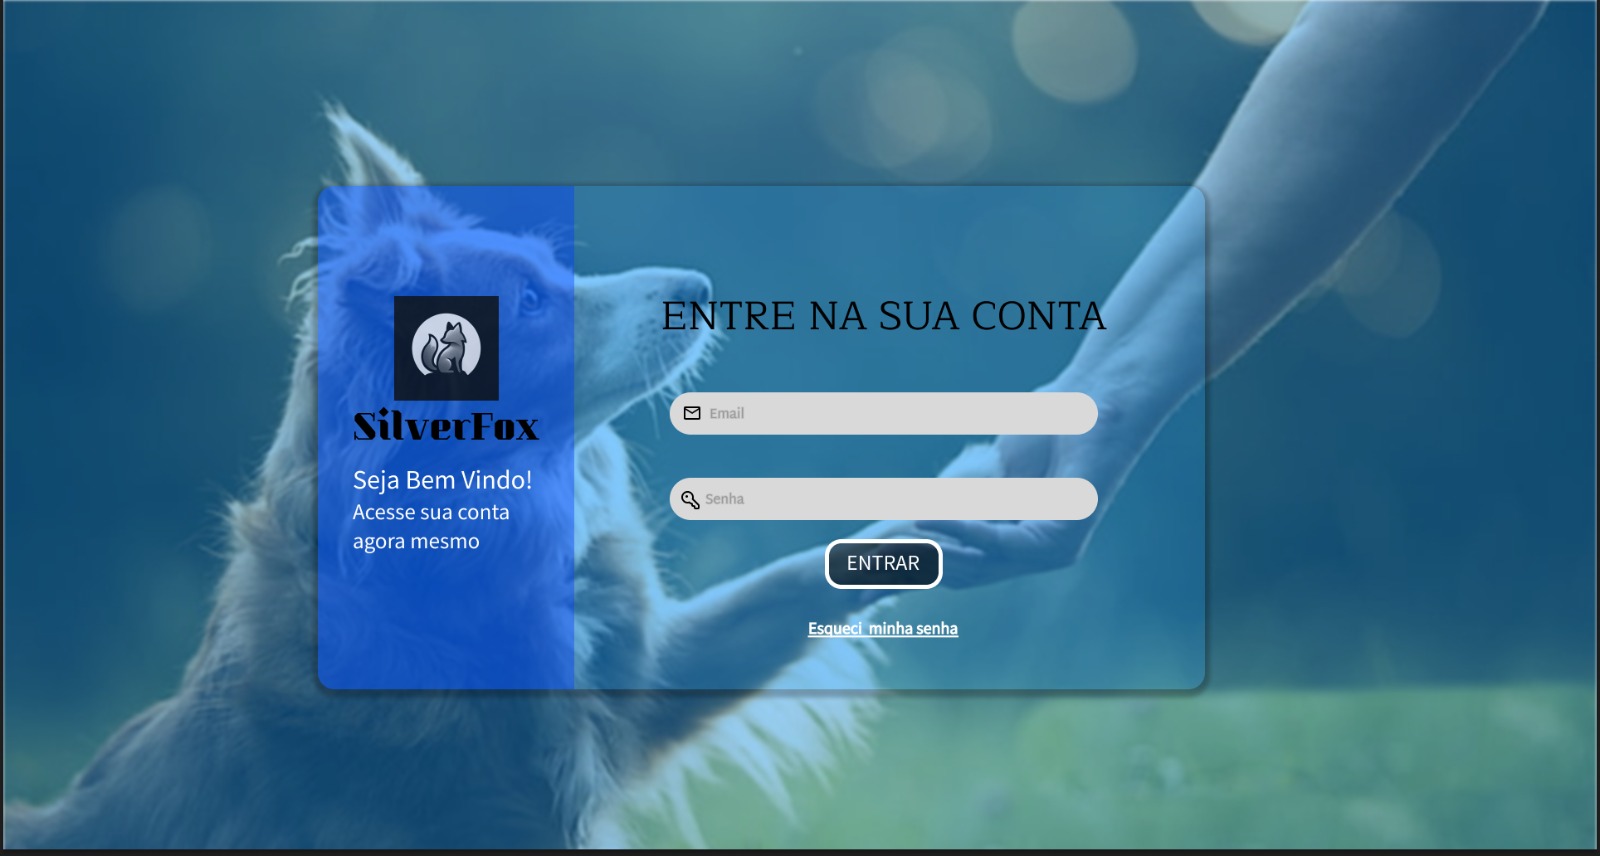 SilverFox
Seja Bem Vindo!
Acesse sua conta
agora mesmo
ENTRE NA SUA CONTA
Email
Senha
ENTRAR
Esqueci minha senha